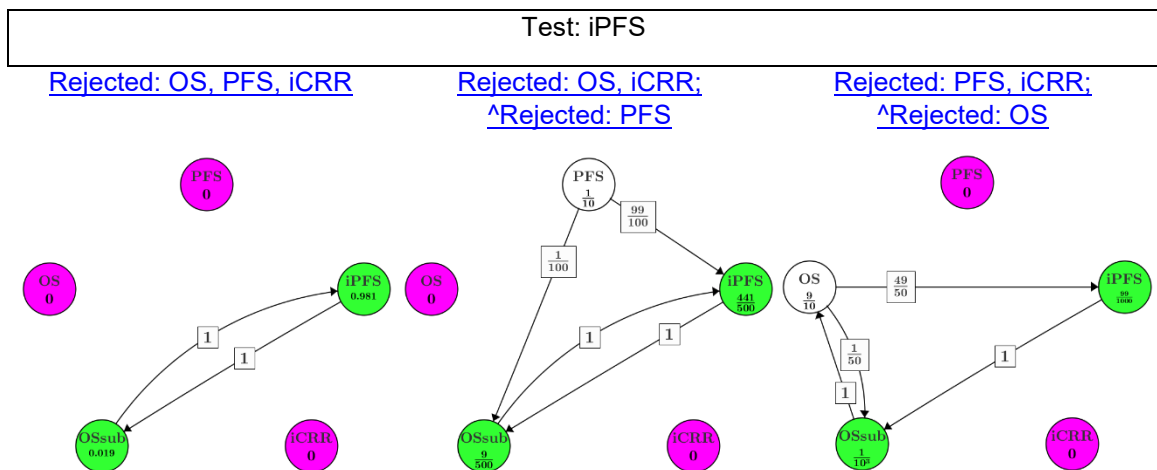 Test: iPFS
Rejected: OS, PFS, iCRR
PFS
0
OS
0
iPFS
0.981
1
1
OSsub
0.019
iCRR
0
Rejected: OS, iCRR;
^Rejected: PFS
PFS
1/10
99/100
1/100
OS
0
iPFS
441/500
1
1
OSsub
9/500
iCRR
0
Rejected: PFS, iCRR;
^Rejected: OS
PFS
0
OS
9/10
49/50
iPFS
99/1000
1/50
1
1
OSsub
1/10³
iCRR
0